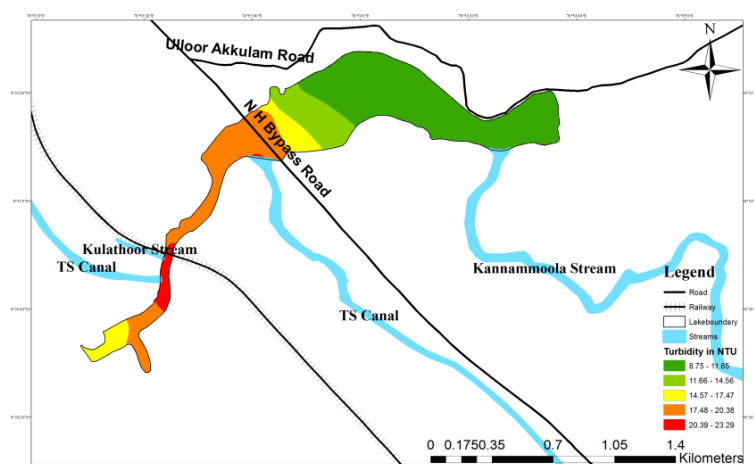 N
Ulloor Akkulam Road
N H Bypass Road
Kulathoor Stream
TS Canal
TS Canal
Kannammoola Stream
Legend
Road
Railway
Lakeboundary
Streams
Turbidity in NTU
8.75 - 11.65
11.66 - 14.56
14.57 - 17.47
17.48 - 20.38
20.39 - 23.29
0 0.175 0.35 0.7 1.05 1.4
Kilometers